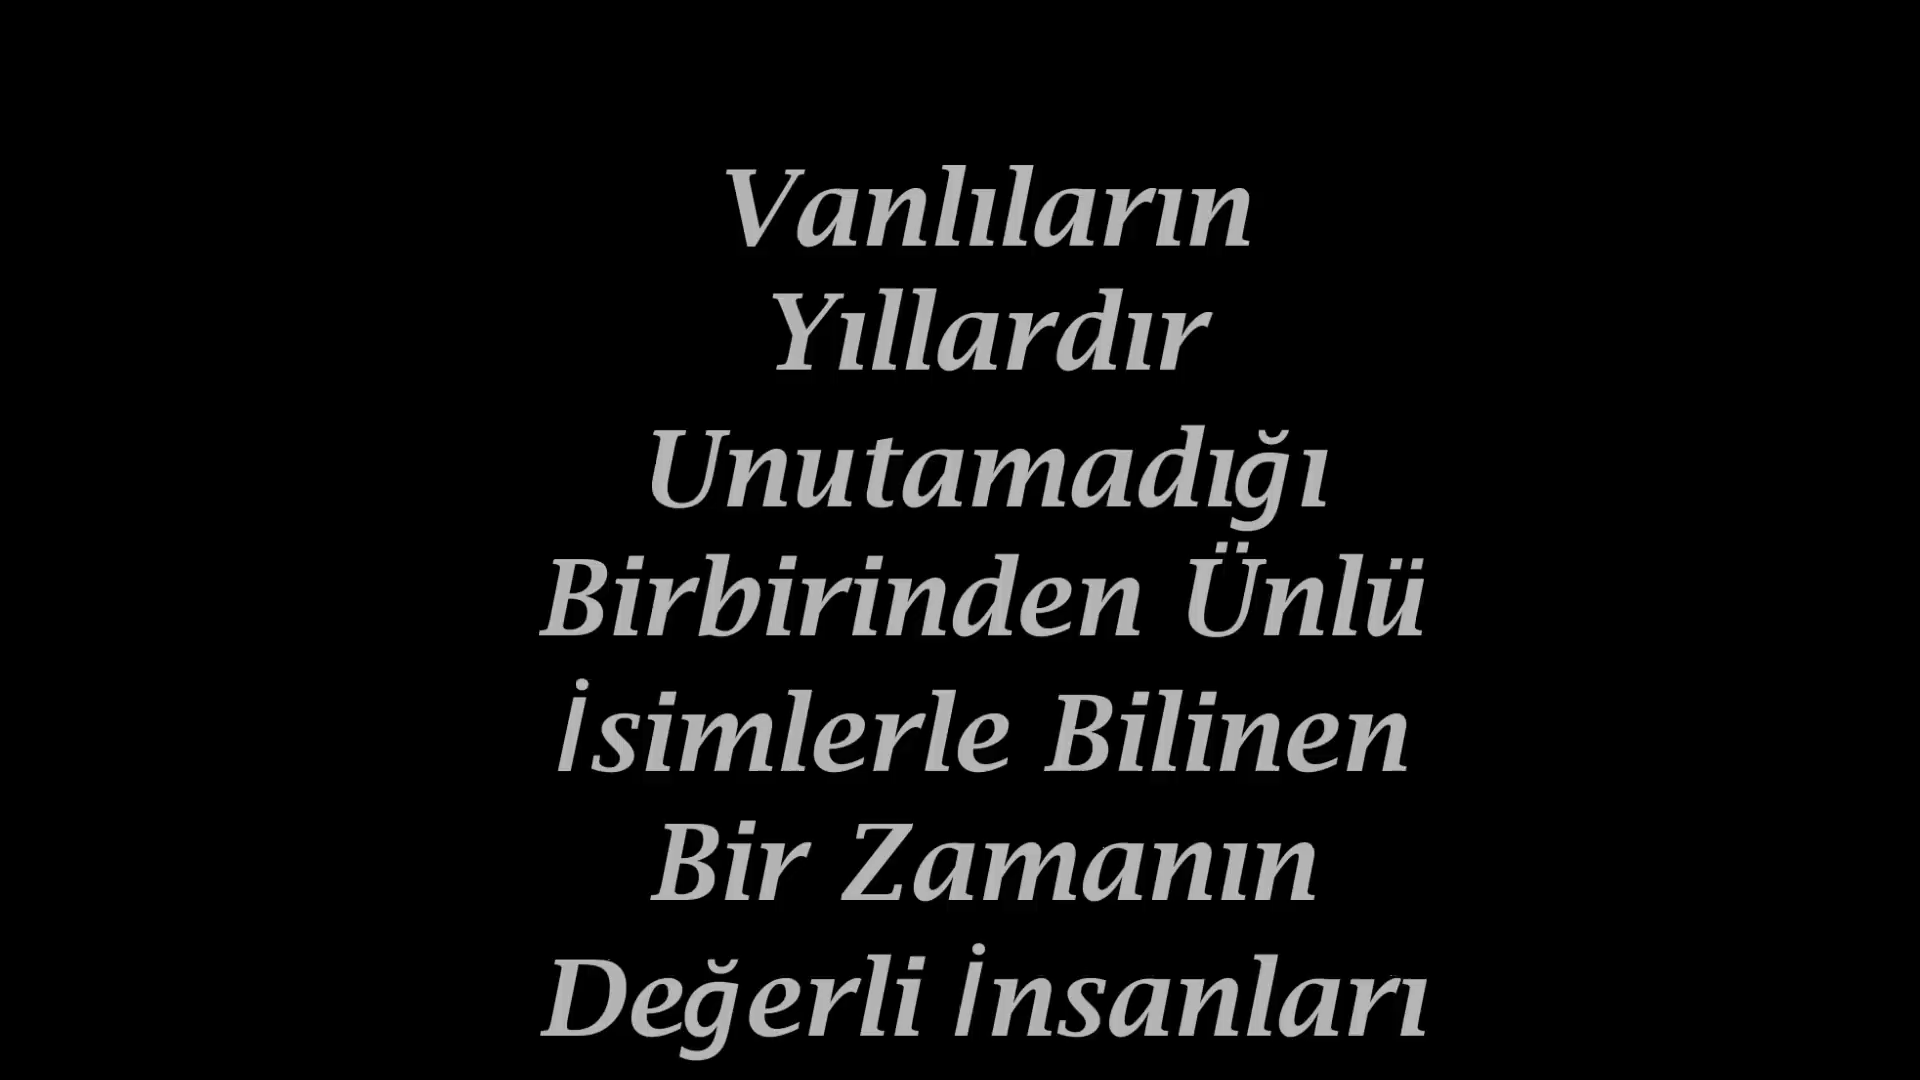 Vanlıların
Yıllardır
Unutamadığı
Birbirinden Ünlü
İsimlerle Bilinen
Bir Zamanın
Değerli İnsanları